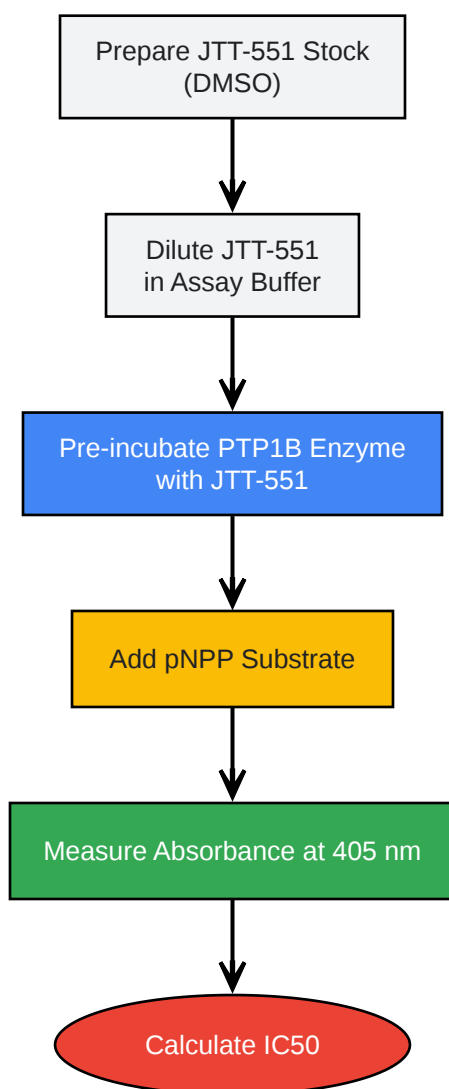 Prepare JTT-551 Stock
(DMSO)
Dilute JTT-551
in Assay Buffer
Pre-incubate PTP1B Enzyme
with JTT-551
Add pNPP Substrate
Measure Absorbance at 405 nm
Calculate IC50